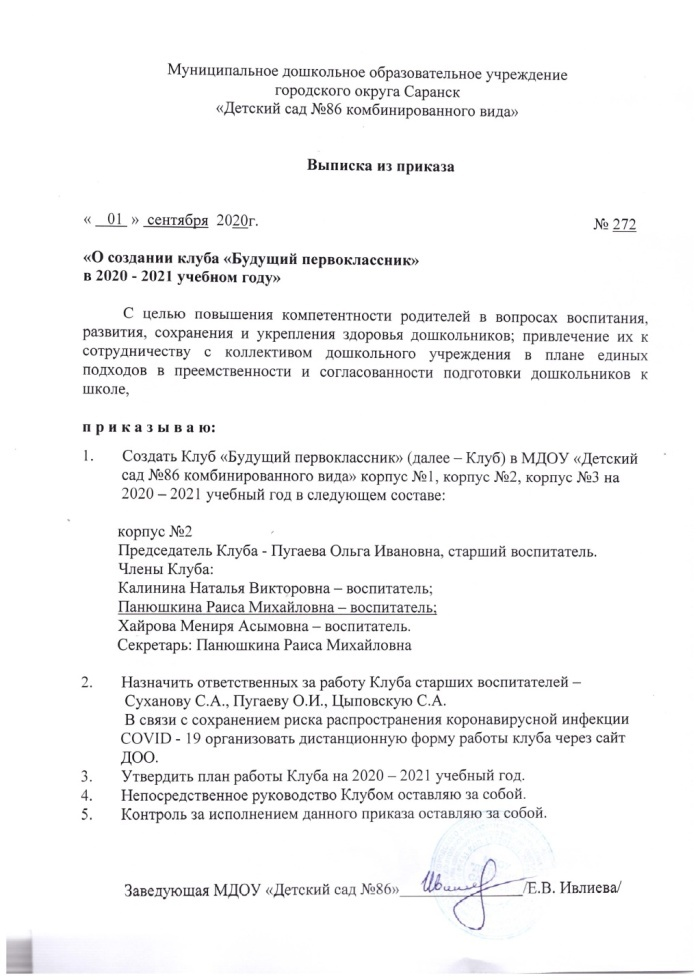 Муниципальное дошкольное образовательное учреждение
городского округа Саранск
«Детский сад №86 комбинированного вида»
Выписка из приказа
« 01 » сентября 2020г.
№ 272
«О создании клуба «Будущий первоклассник»
в 2020 - 2021 учебном году»
С целью повышения компетентности родителей в вопросах воспитания,
развития, сохранения и укрепления здоровья дошкольников; привлечение их к
сотрудничеству с коллективом дошкольного учреждения в плане единых
подходов в преемственности и согласованности подготовки дошкольников к
школе,
п р и к а з ы в а ю:
1. Создать Клуб «Будущий первоклассник» (далее – Клуб) в МДОУ «Детский
сад №86 комбинированного вида» корпус №1, корпус №2, корпус №3 на
2020 – 2021 учебный год в следующем составе:
корпус №2
Председатель Клуба - Пугаева Ольга Ивановна, старший воспитатель.
Члены Клуба:
Калинина Наталья Викторовна – воспитатель;
Панюшкина Раиса Михайловна – воспитатель;
Хайрова Мениря Асымовна – воспитатель.
Секретарь: Панюшкина Раиса Михайловна
2. Назначить ответственных за работу Клуба старших воспитателей –
Суханову С.А., Пугаеву О.И., Цыповскую С.А.
В связи с сохранением риска распространения коронавирусной инфекции
COVID - 19 организовать дистанционную форму работы клуба через сайт
ДОО.
3. Утвердить план работы Клуба на 2020 – 2021 учебный год.
4. Непосредственное руководство Клубом оставляю за собой.
5. Контроль за исполнением данного приказа оставляю за собой.
Заведующая МДОУ «Детский сад №86» /Е.В. Ивлиева/